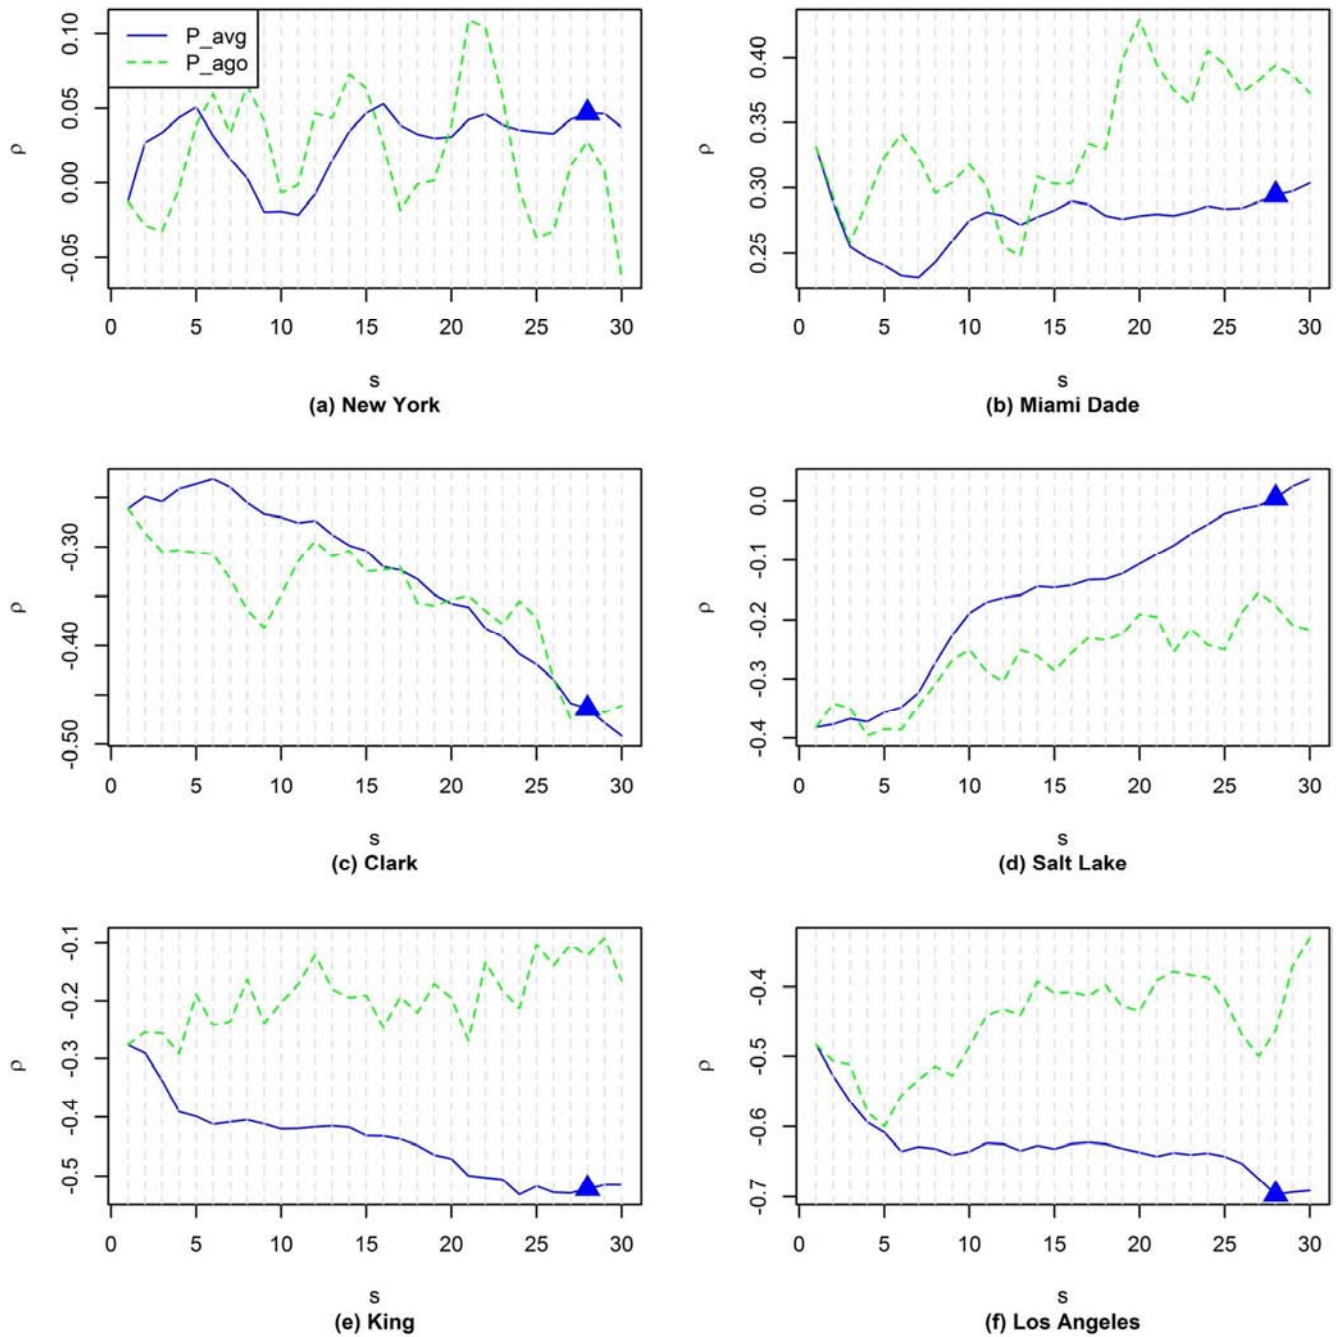 P_avg
P_ago
ρ
0.10
0.05
0.00
-0.05
0 5 10 15 20 25 30
s
(a) New York
ρ
0.40
0.35
0.30
0.25
0 5 10 15 20 25 30
s
(b) Miami Dade
ρ
-0.30
-0.40
-0.50
0 5 10 15 20 25 30
s
(c) Clark
ρ
0.0
-0.1
-0.2
-0.3
-0.4
0 5 10 15 20 25 30
s
(d) Salt Lake
ρ
-0.1
-0.2
-0.3
-0.4
-0.5
0 5 10 15 20 25 30
s
(e) King
ρ
-0.4
-0.5
-0.6
-0.7
0 5 10 15 20 25 30
s
(f) Los Angeles